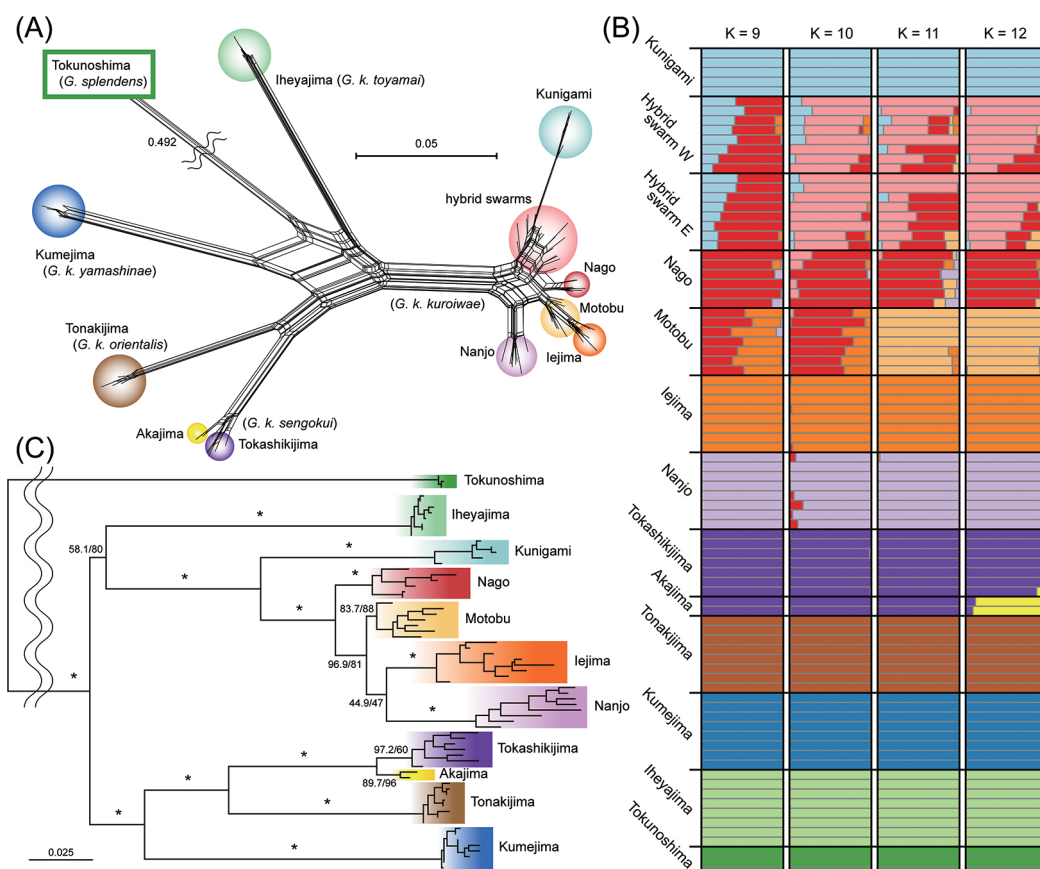 (A)
Tokunoshima
(G. splendens)
Iheyajima (G. k. toyamai)
Kunigami
0.492
0.05
hybrid swarms
Kumejima
(G. k. yamashinae)
Nago
(G. k. kuroiwae)
Motobu
Tonakijima
(G. k. orientalis)
Nanjo
Iejima
(G. k. sengokui)
Akajima
Tokashikijima
(B)
K = 9
K = 10
K = 11
K = 12
Kunigami
Hybrid
swarm W
Hybrid
swarm E
Nago
Motobu
Iejima
Nanjo
Tokashikijima
Akajima
Tonakijima
Kumejima
Iheyajima
Tokunoshima
(C)
Tokunoshima
*
Iheyajima
58.1/80
*
Kunigami
*
*
Nago
*
83.7/88
Motobu
96.9/81
*
Iejima
*
44.9/47
*
Nanjo
97.2/60
Tokashikijima
*
*
Akajima
89.7/96
*
Tonakijima
*
*
Kumejima
0.025